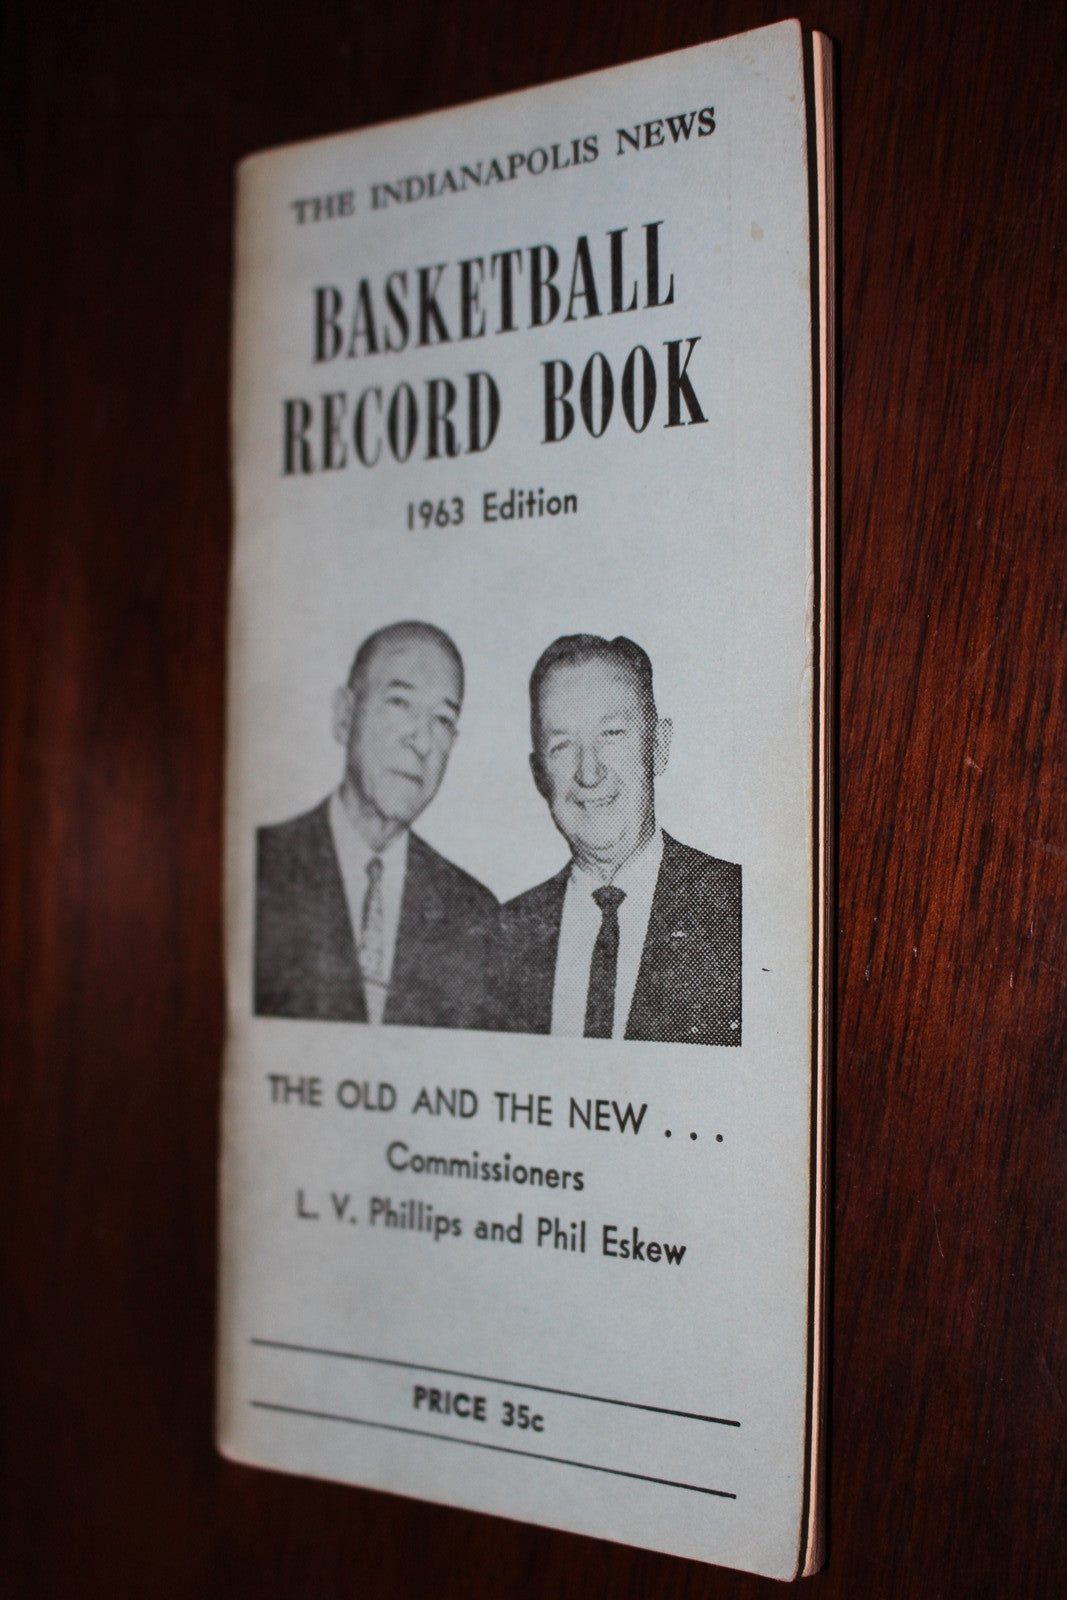 THE INDIANAPOLIS NEWS
BASKETBALL
RECORD BOOK
1963 Edition
THE OLD AND THE NEW . . .
Commissioners
L. V. Phillips and Phil Eskew
PRICE 35c